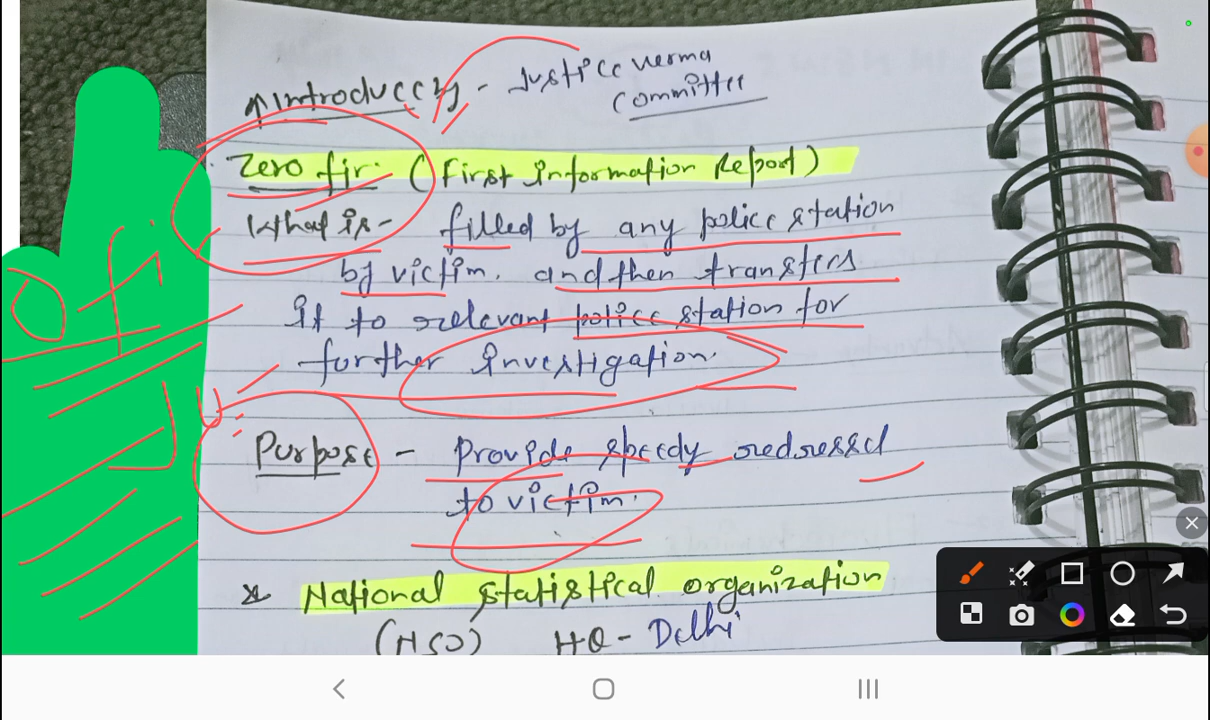 Introduced by - Justice verma
Committee
Zero fir. (First information Report)
What is - filled by any police station
by victim. and then transfers
it to relevant police station for
further investigation.
Purpose - provide speedy redressed
to victim.
* National statistical organization
(NSO) HQ - Delhi